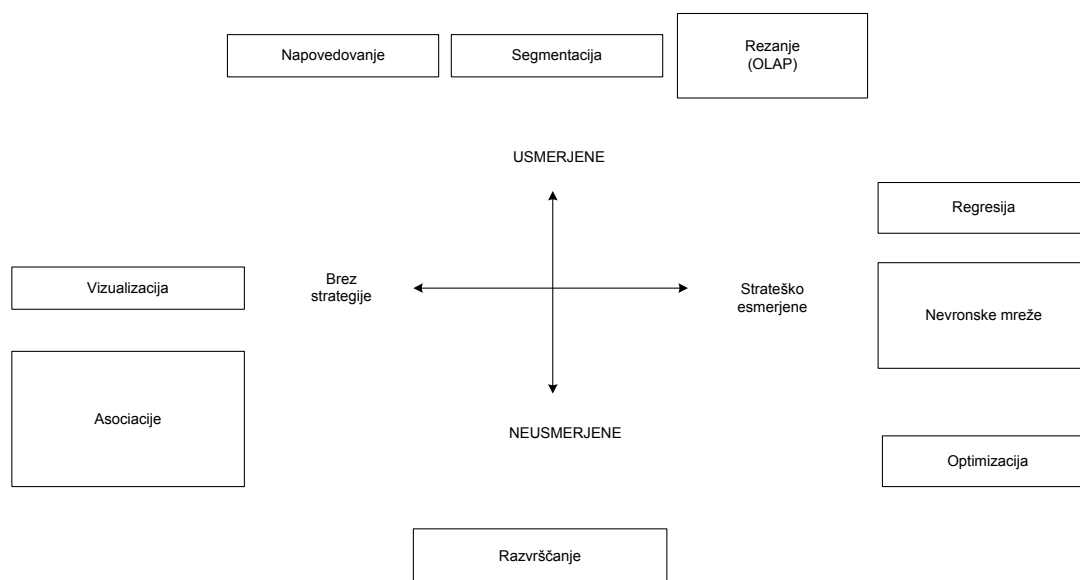 Napovedovanje
Segmentacija
Rezanje
(OLAP)
USMERJENE
Regresija
Vizualizacija
Brez
strategije
Strateško
esmerjene
Nevronske mreže
Asociacije
NEUSMERJENE
Optimizacija
Razvrščanje